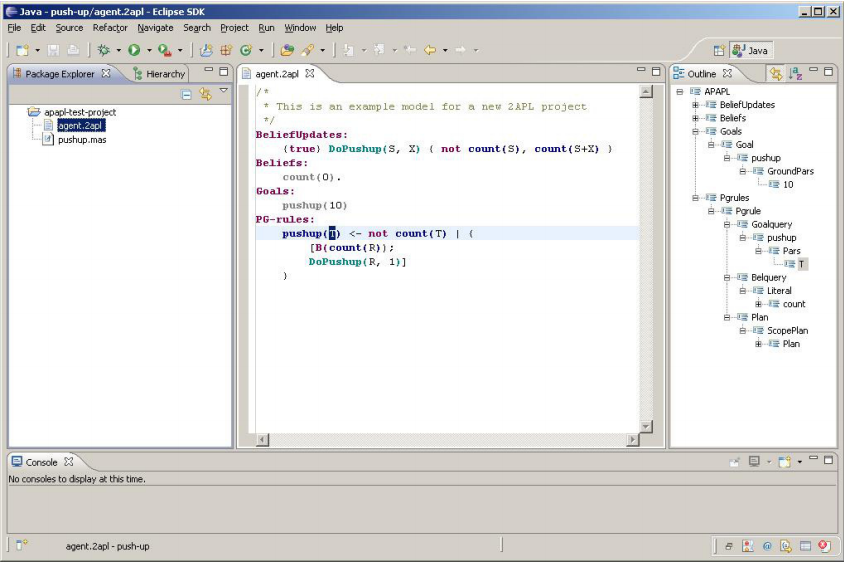 Java - push-up/agent.2apl - Eclipse SDK
File Edit Source Refactor Navigate Search Project Run Window Help
Java
Package Explorer Hierarchy
apapl-test-project
agent.2apl
pushup.mas
agent.2apl
/*
* This is an example model for a new 2APL project
*/
BeliefUpdates:
{true} DoPushup(S, X) { not count(S), count(S+X) }
Beliefs:
count(0).
Goals:
pushup(10)
PG-rules:
pushup(T) <- not count(T) | {
[B(count(R));
DoPushup(R, 1)]
}
Outline
APAPL
BeliefUpdates
Beliefs
Goals
Goal
pushup
GroundPars
10
Pgrules
Pgrule
Goalquery
pushup
Pars
T
Belquery
Literal
count
Plan
ScopePlan
Plan
Console
No consoles to display at this time.
agent.2apl - push-up